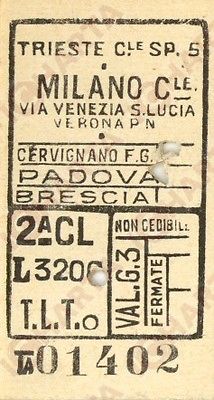 TRIESTE Cle SP. 5
MILANO Cle.
VIA VENEZIA S. LUCIA
VERONA P.N
CERVIGNANO F.G.
PADOVA
BRESCIA
2ª CL
L 3206
T.L.T.o
VAL.G.3
NON CEDIBILE
FERMATE
01402